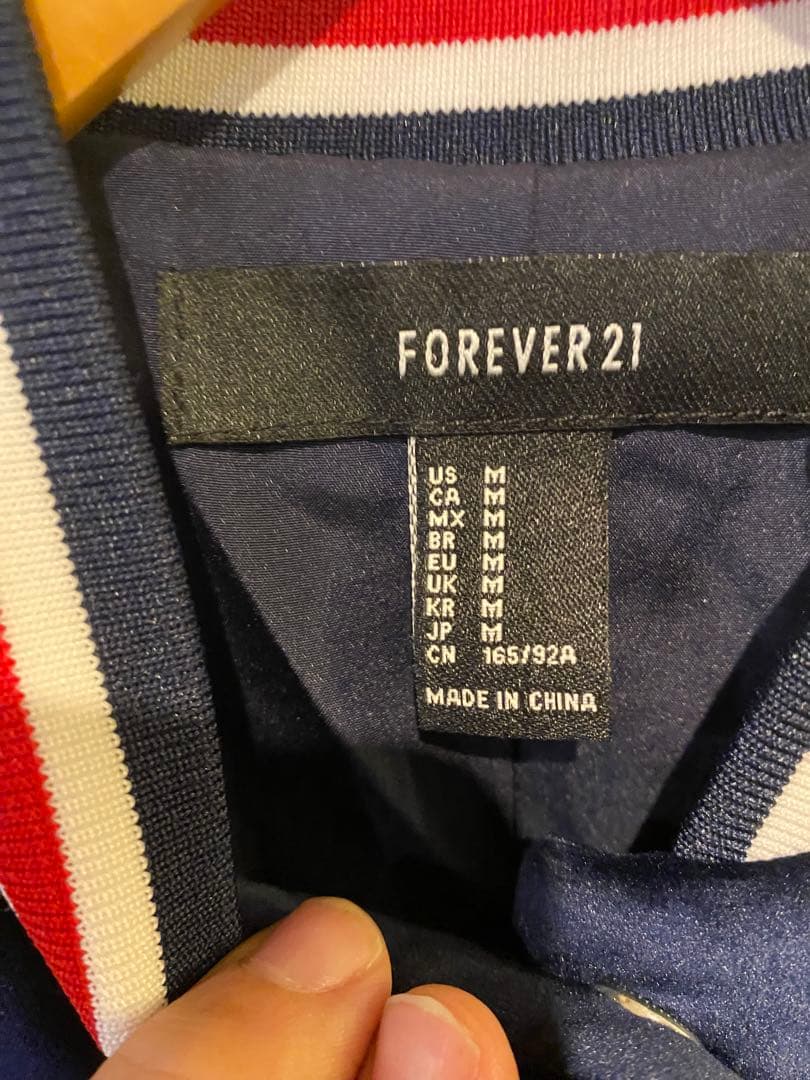 FOREVER 21
US M
CA M
MX M
BR M
EU M
UK M
KR M
JP M
CN 165/92A
MADE IN CHINA